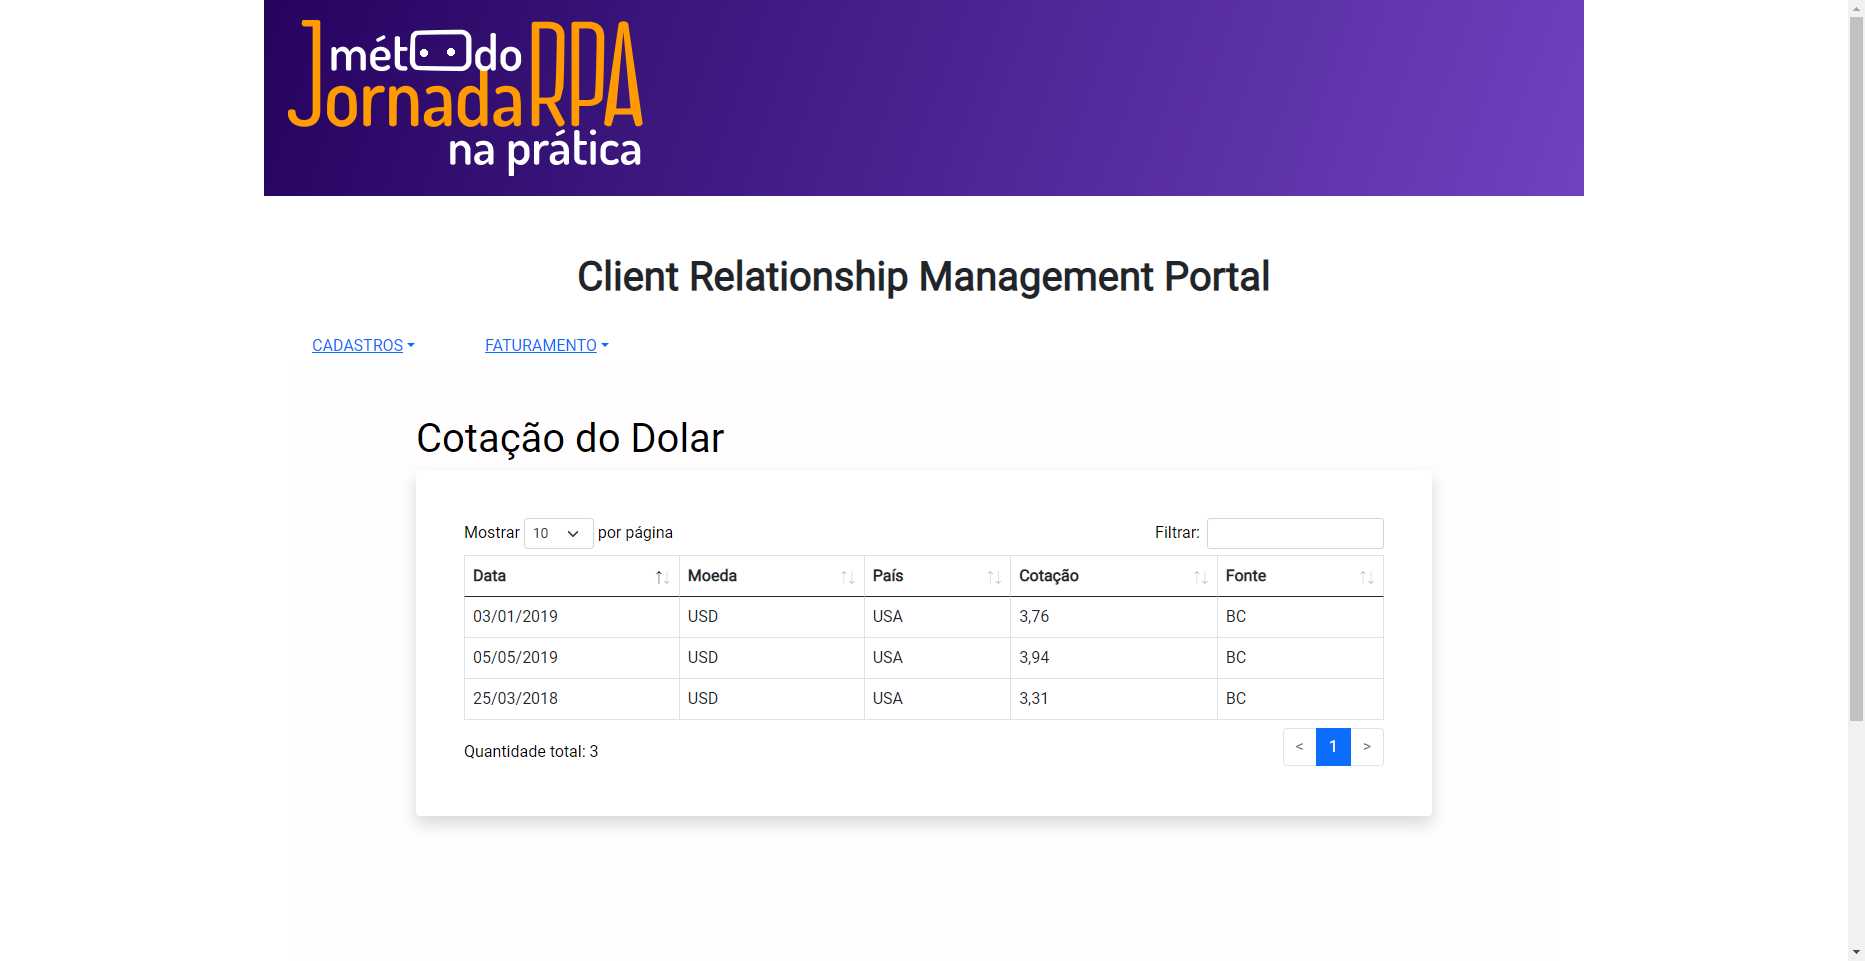 método
Jornada RPA
na prática
Client Relationship Management Portal
CADASTROS FATURAMENTO
Cotação do Dolar
Mostrar 10 por página Filtrar:
Data Moeda País Cotação Fonte
03/01/2019 USD USA 3,76 BC
05/05/2019 USD USA 3,94 BC
25/03/2018 USD USA 3,31 BC
Quantidade total: 3 < 1 >